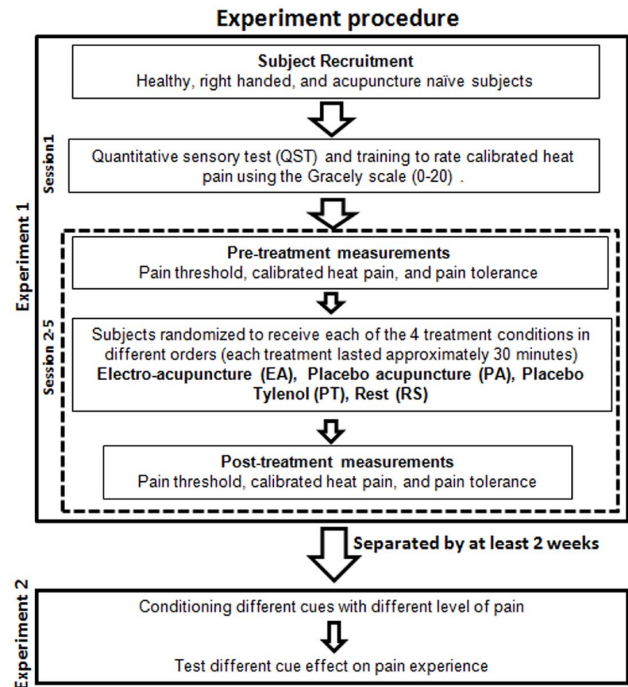 Experiment procedure
Experiment 1
Subject Recruitment
Healthy, right handed, and acupuncture naïve subjects
Session1
Quantitative sensory test (QST) and training to rate calibrated heat
pain using the Gracely scale (0-20) .
Session 2-5
Pre-treatment measurements
Pain threshold, calibrated heat pain, and pain tolerance
Subjects randomized to receive each of the 4 treatment conditions in
different orders (each treatment lasted approximately 30 minutes)
Electro-acupuncture (EA), Placebo acupuncture (PA), Placebo
Tylenol (PT), Rest (RS)
Post-treatment measurements
Pain threshold, calibrated heat pain, and pain tolerance
Separated by at least 2 weeks
Experiment 2
Conditioning different cues with different level of pain
Test different cue effect on pain experience